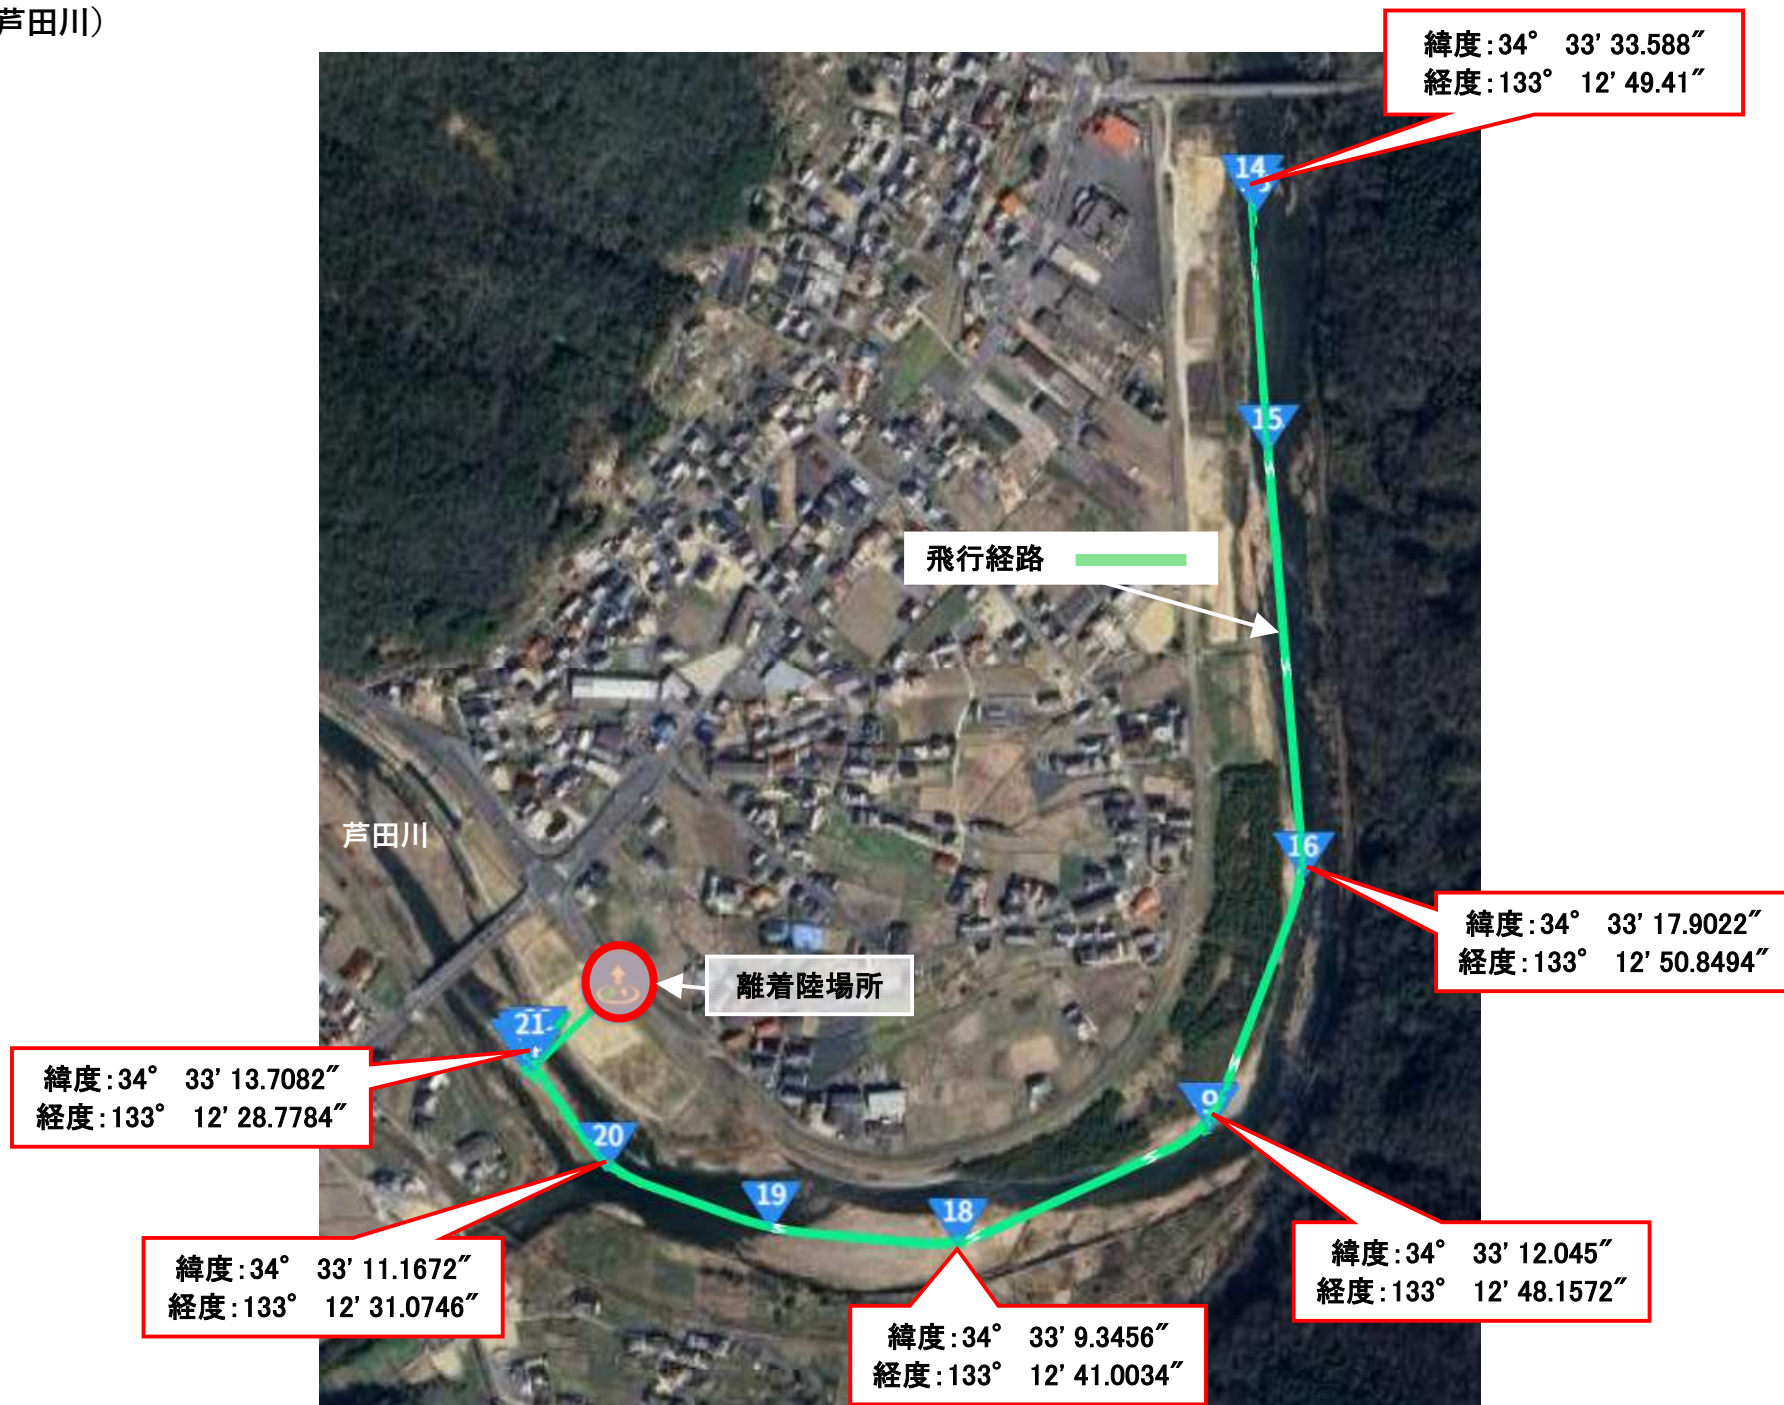 芦田川）
緯度：34° 33’ 33.588”
経度：133° 12’ 49.41”
14
15
飛行経路
16
芦田川
緯度：34° 33’ 17.9022”
経度：133° 12’ 50.8494”
離着陸場所
21
緯度：34° 33’ 13.7082”
経度：133° 12’ 28.7784”
9
20
19
18
緯度：34° 33’ 11.1672”
経度：133° 12’ 31.0746”
緯度：34° 33’ 12.045”
経度：133° 12’ 48.1572”
緯度：34° 33’ 9.3456”
経度：133° 12’ 41.0034”